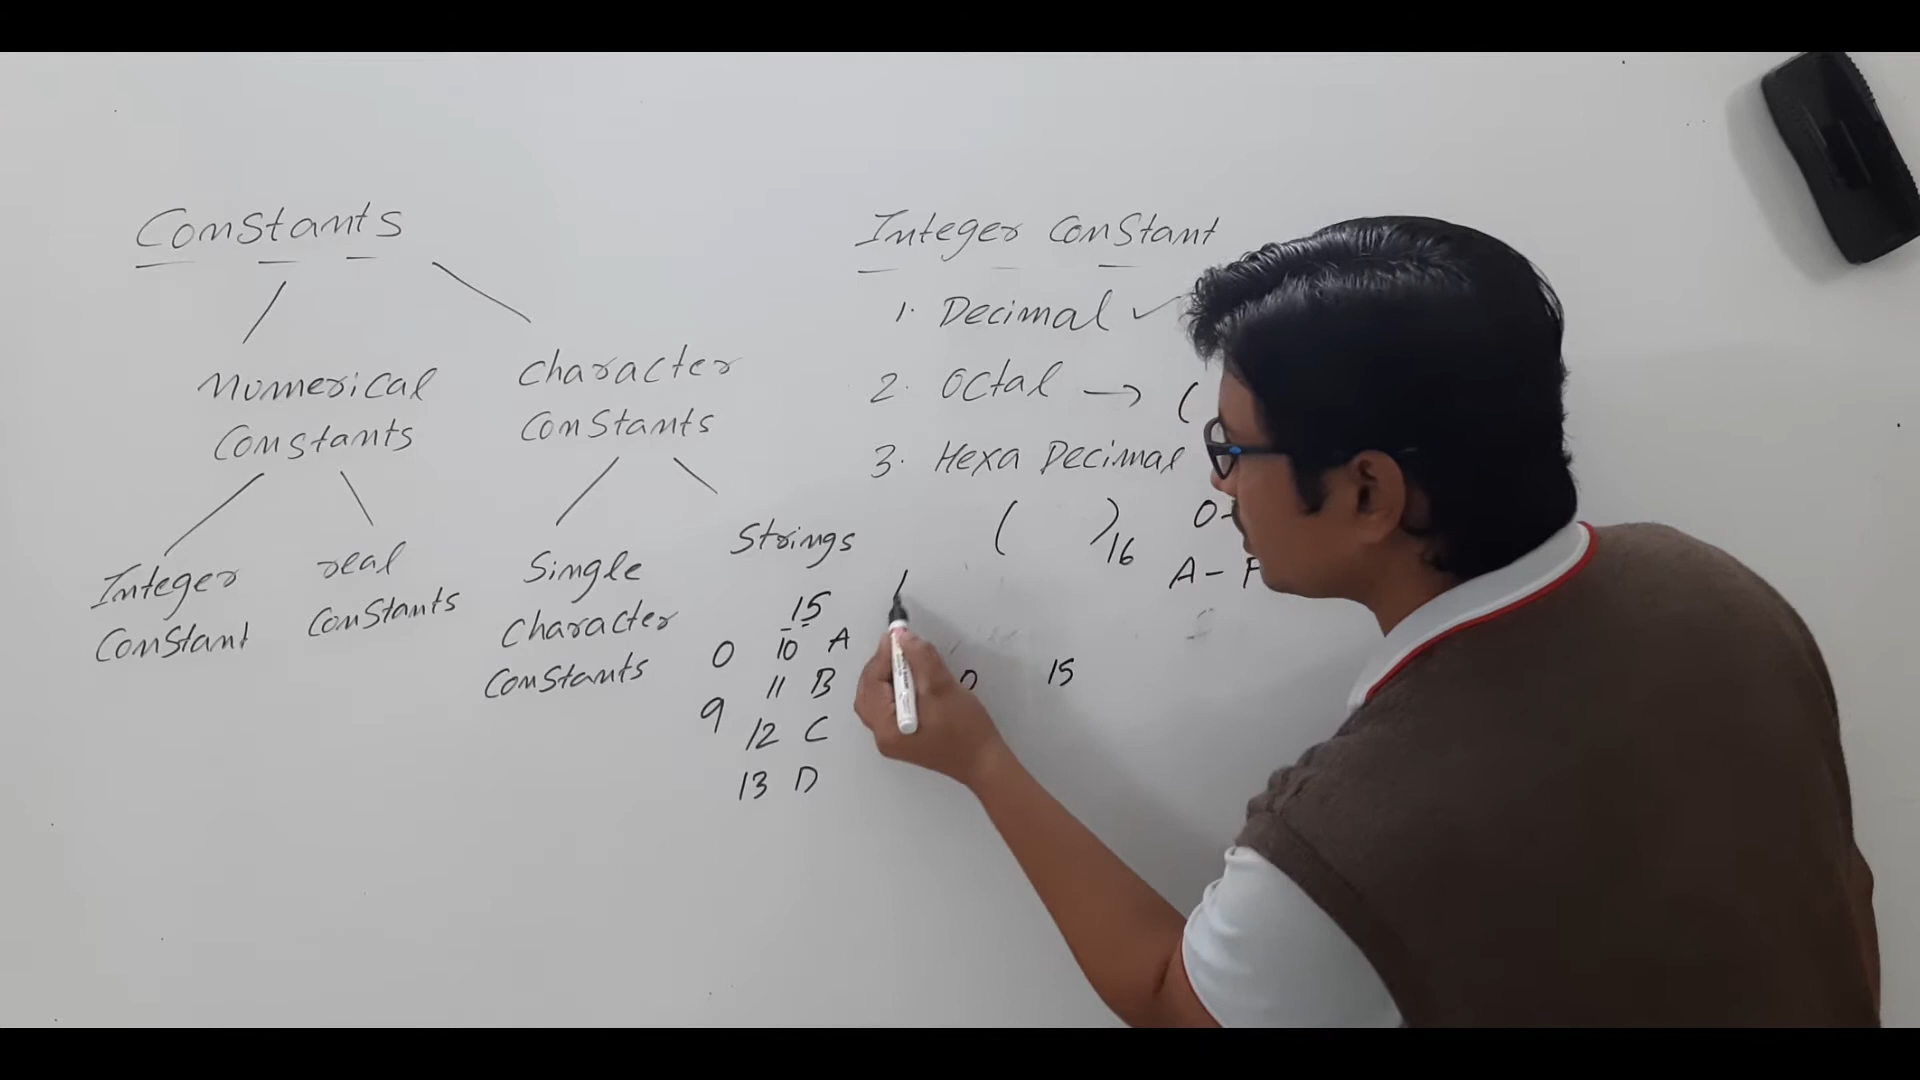 Constants
Numerical
Constants
Character
Constants
Integer
Constant
real
Constants
Single
Character
Constants
Strings
15
0 10 A
11 B
9 12 C
13 D
Integer Constant
1. Decimal ✓
2. Octal → (
3. Hexa Decimal
( )16
0-
A - F
0 15